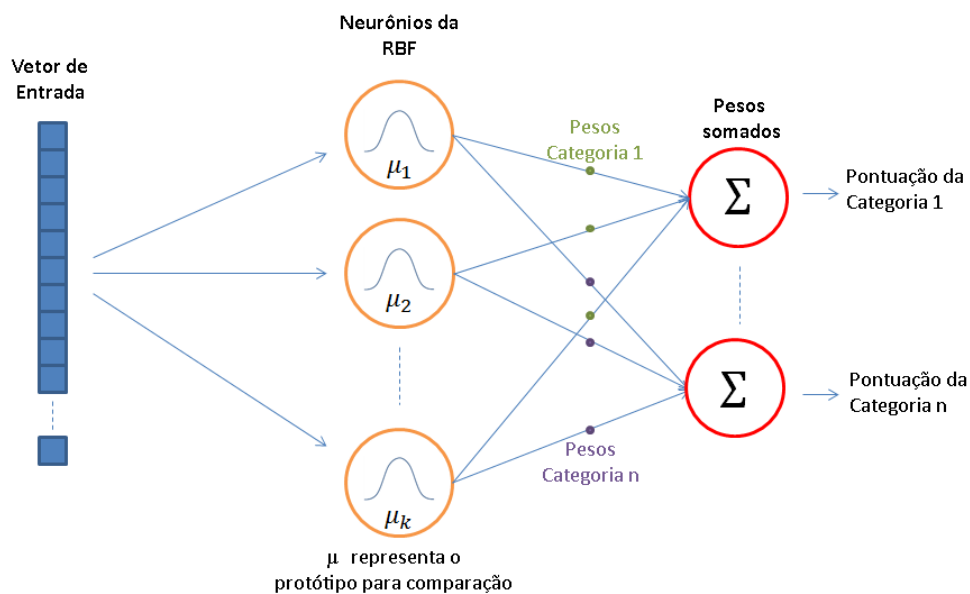 Neurônios da
RBF
Vetor de
Entrada
μ1
μ2
μk
Pesos
Categoria 1
Pesos
somados
Σ
Pontuação da
Categoria 1
Σ
Pontuação da
Categoria n
Pesos
Categoria n
μ representa o
protótipo para comparação